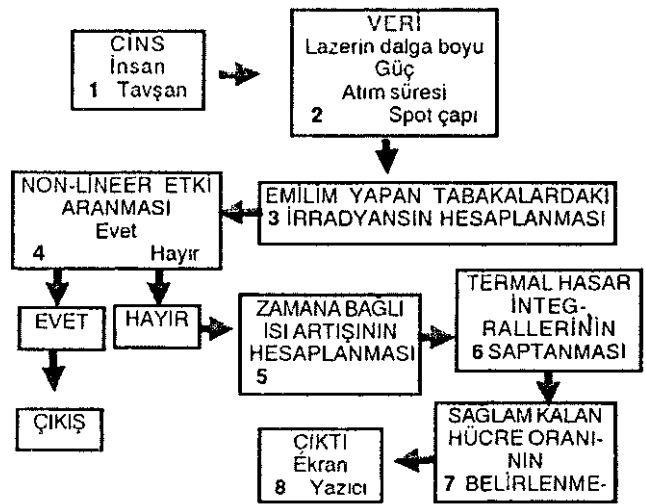 CİNS
İnsan
1 Tavşan
VERİ
Lazerin dalga boyu
Güç
Atım süresi
2 Spot çapı
EMİLIM YAPAN TABAKALARDAKİ
3 İRRADYANSIN HESAPLANMASI
NON-LİNEER ETKİ
ARANMASI
Evet
4 Hayır
EVET
HAYIR
ÇIKIŞ
ZAMANA BAĞLI
ISI ARTIŞININ
HESAPLANMASI
5
TERMAL HASAR
İNTEG-
RALLERİNİN
6 SAPTANMASI
SAĞLAM KALAN
HÜCRE ORANI-
NIN
7 BELİRLENME-
ÇIKTI
Ekran
8 Yazıcı